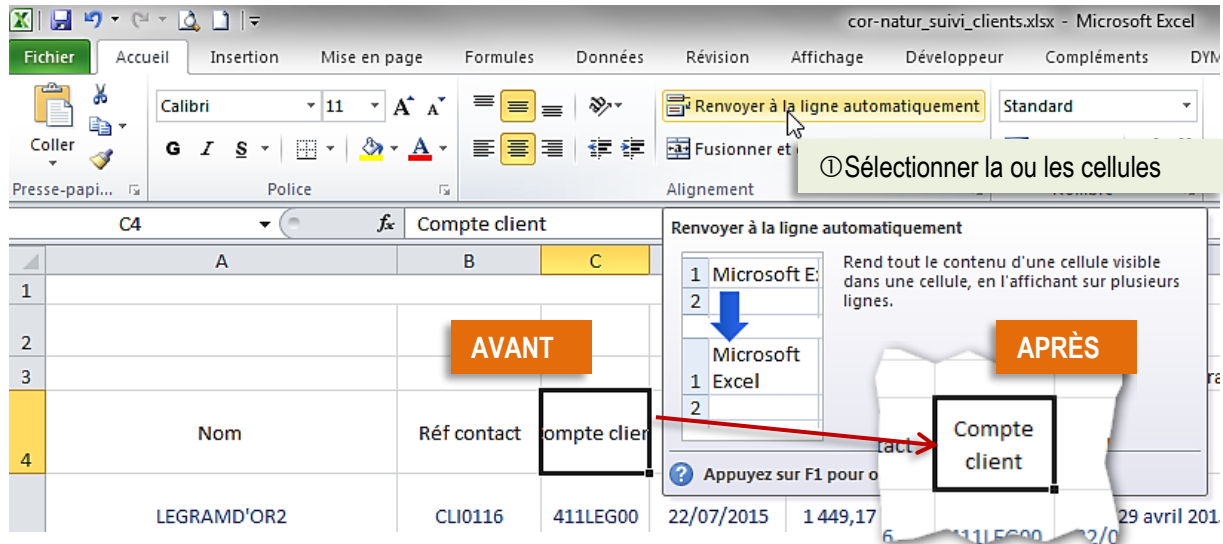 cor-natur_suivi_clients.xlsx - Microsoft Excel
Fichier Accueil Insertion Mise en page Formules Données Révision Affichage Développeur Compléments DYM
Coller
Calibri 11 A A
G I S A
Renvoyer à la ligne automatiquement
Fusionner et
Standard
①Sélectionner la ou les cellules
Presse-papi... Police Alignement
C4 fx Compte client
Renvoyer à la ligne automatiquement
A B C
1 Microsoft Ex
2
Microsoft
1 Excel
2
Rend tout le contenu d'une cellule visible
dans une cellule, en l'affichant sur plusieurs
lignes.
1
2
3
4
AVANT
APRÈS
Nom Réf contact ompte clien
tact
Compte
client
Appuyez sur F1 pour o
LEGRAMD'OR2 CLI0116 411LEG00 22/07/2015 1 449,17
29 avril 201